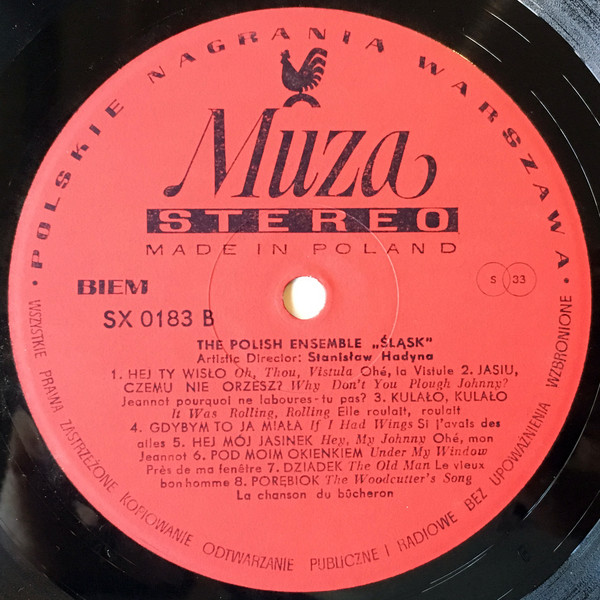 • POLSKIE NAGRANIA WARSZAWA •
Muza
STEREO
MADE IN POLAND
BIEM
S 33
SX 0183 B
THE POLISH ENSEMBLE „ŚLĄSK"
Artistic Director: Stanisław Hadyna
1. HEJ TY WISŁO Oh, Thou, Vistula Ohé, la Vistule 2. JASIU,
CZEMU NIE ORZESZ? Why Don't You Plough Johnny?
Jeannot pourquoi ne laboures-tu pas? 3. KULAŁO, KULAŁO
It Was Rolling, Rolling Elle roulait, roulait
4. GDYBYM TO JA MIAŁA If I Had Wings Si j'avais des
ailes 5. HEJ MÓJ JASINEK Hey, My Johnny Ohé, mon
Jeannot 6. POD MOIM OKIENKIEM Under My Window
Près de ma fenêtre 7. DZIADEK The Old Man Le vieux
bonhomme 8. PORĘBIOK The Woodcutter's Song
La chanson du bûcheron
WSZYSTKIE PRAWA ZASTRZEŻONE KOPIOWANIE ODTWARZANIE PUBLICZNE I RADIOWE BEZ UPOWAŻNIENIA WZBRONIONE